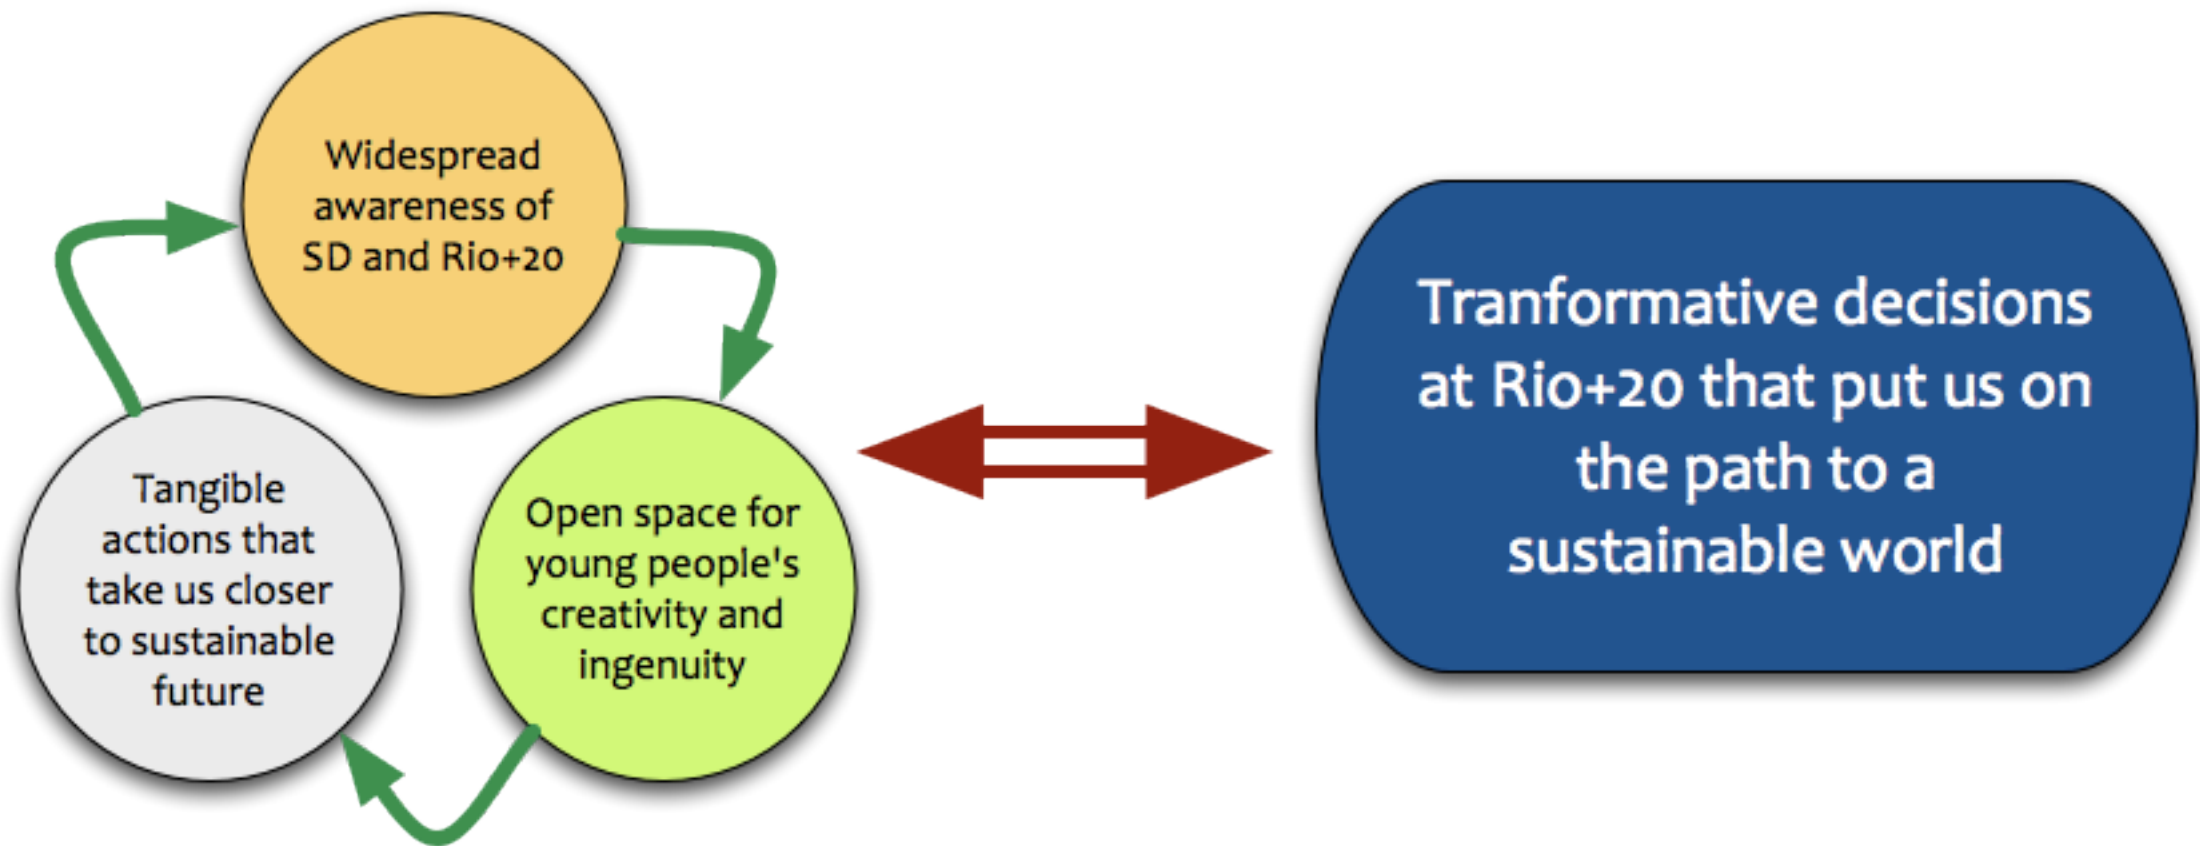 Widespread
awareness of
SD and Rio+20
Tangible
actions that
take us closer
to sustainable
future
Open space for
young people's
creativity and
ingenuity
Tranformative decisions
at Rio+20 that put us on
the path to a
sustainable world